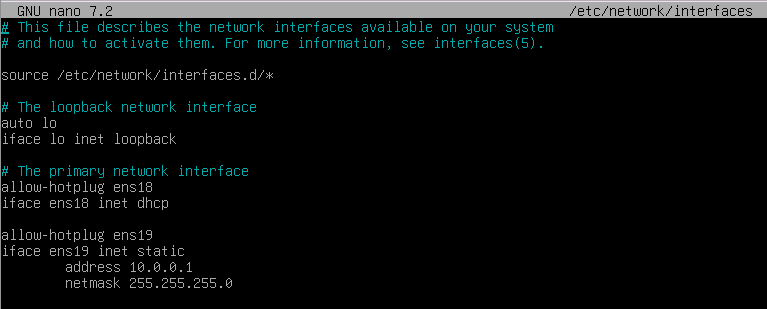 GNU nano 7.2 /etc/network/interfaces
# This file describes the network interfaces available on your system
# and how to activate them. For more information, see interfaces(5).
source /etc/network/interfaces.d/*
# The loopback network interface
auto lo
iface lo inet loopback
# The primary network interface
allow-hotplug ens18
iface ens18 inet dhcp
allow-hotplug ens19
iface ens19 inet static
address 10.0.0.1
netmask 255.255.255.0